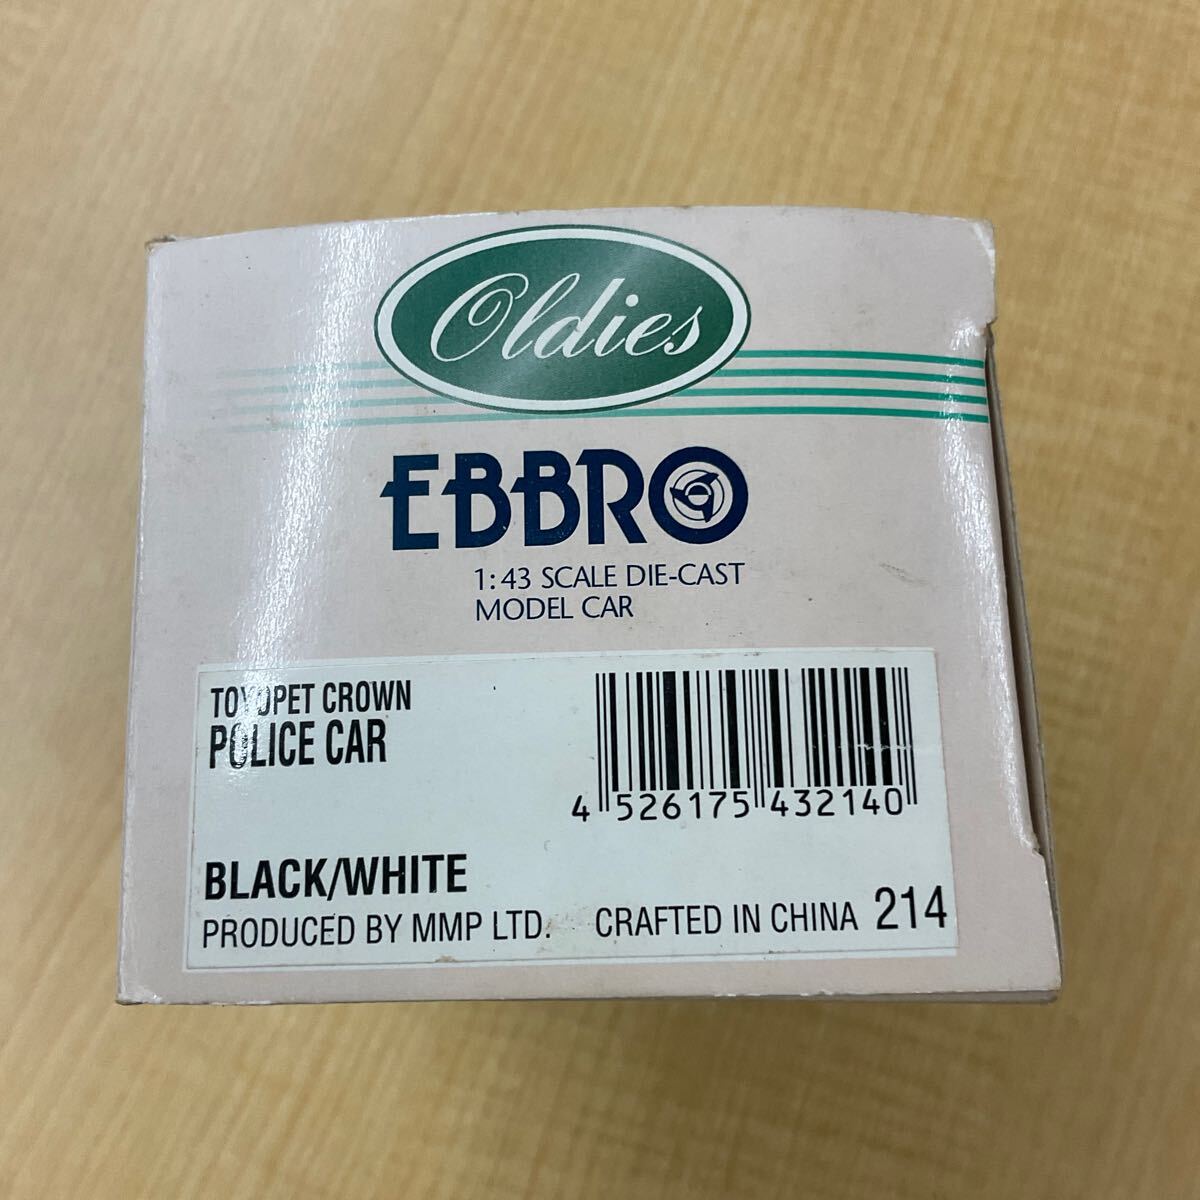 Oldies
EBBRO
1:43 SCALE DIE-CAST
MODEL CAR
TOYOPET CROWN
POLICE CAR
4 526175 432140
BLACK/WHITE
PRODUCED BY MMP LTD. CRAFTED IN CHINA 214